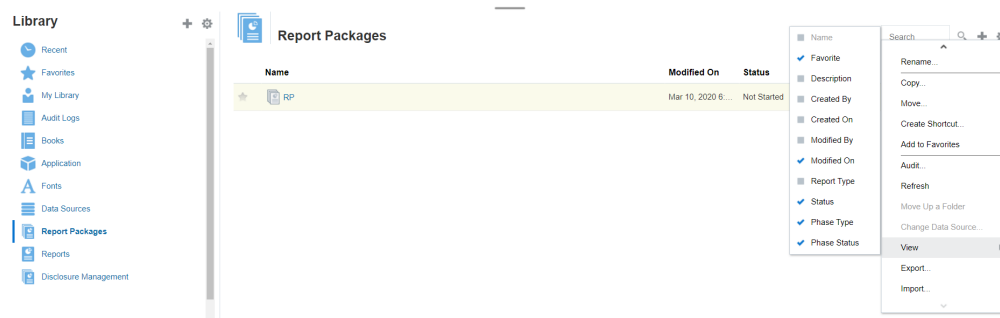 Library
Recent
Favorites
My Library
Audit Logs
Books
Application
Fonts
Data Sources
Report Packages
Reports
Disclosure Management
Report Packages
Name Modified On Status
RP Mar 10, 2020 6:... Not Started
Name
Favorite
Description
Created By
Created On
Modified By
Modified On
Report Type
Status
Phase Type
Phase Status
Search
Rename...
Copy...
Move...
Create Shortcut...
Add to Favorites
Audit...
Refresh
Move Up a Folder
Change Data Source...
View
Export...
Import...